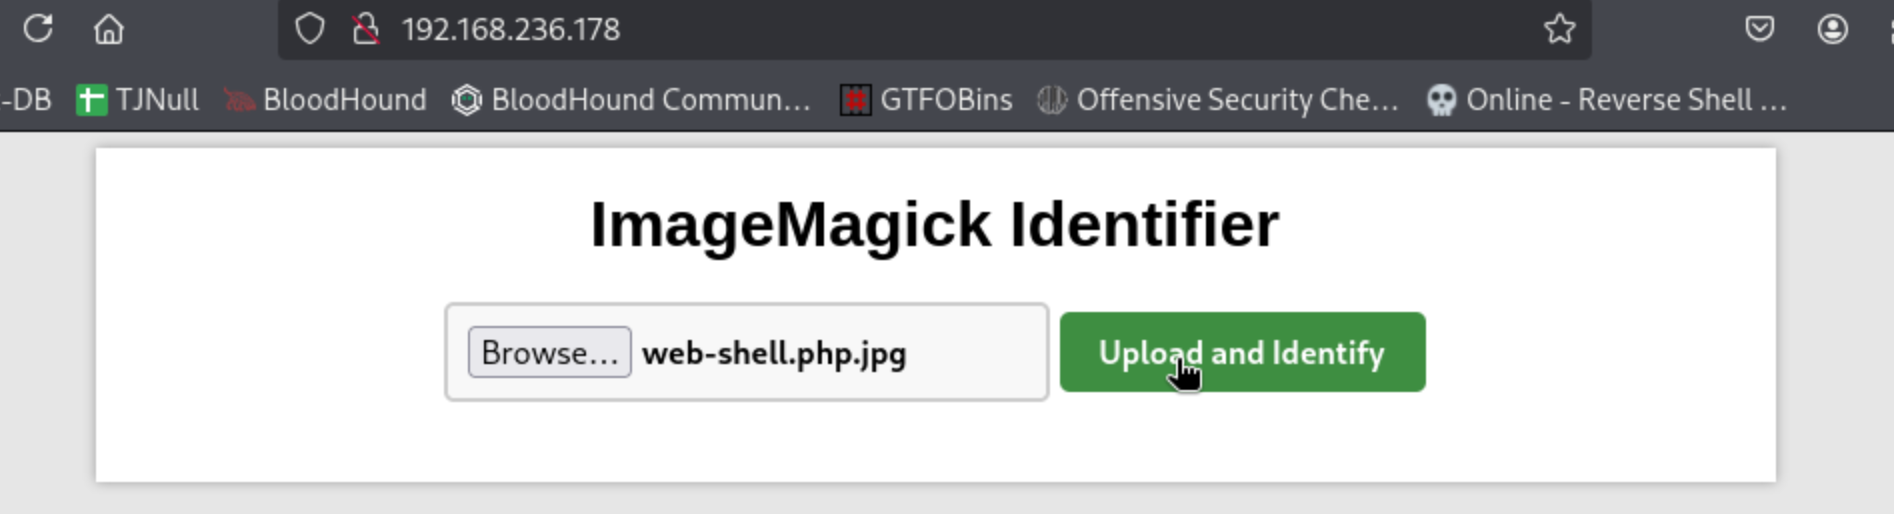 192.168.236.178
-DB TJNull BloodHound BloodHound Commun... GTFOBins Offensive Security Che... Online - Reverse Shell ...
ImageMagick Identifier
Browse... web-shell.php.jpg Upload and Identify